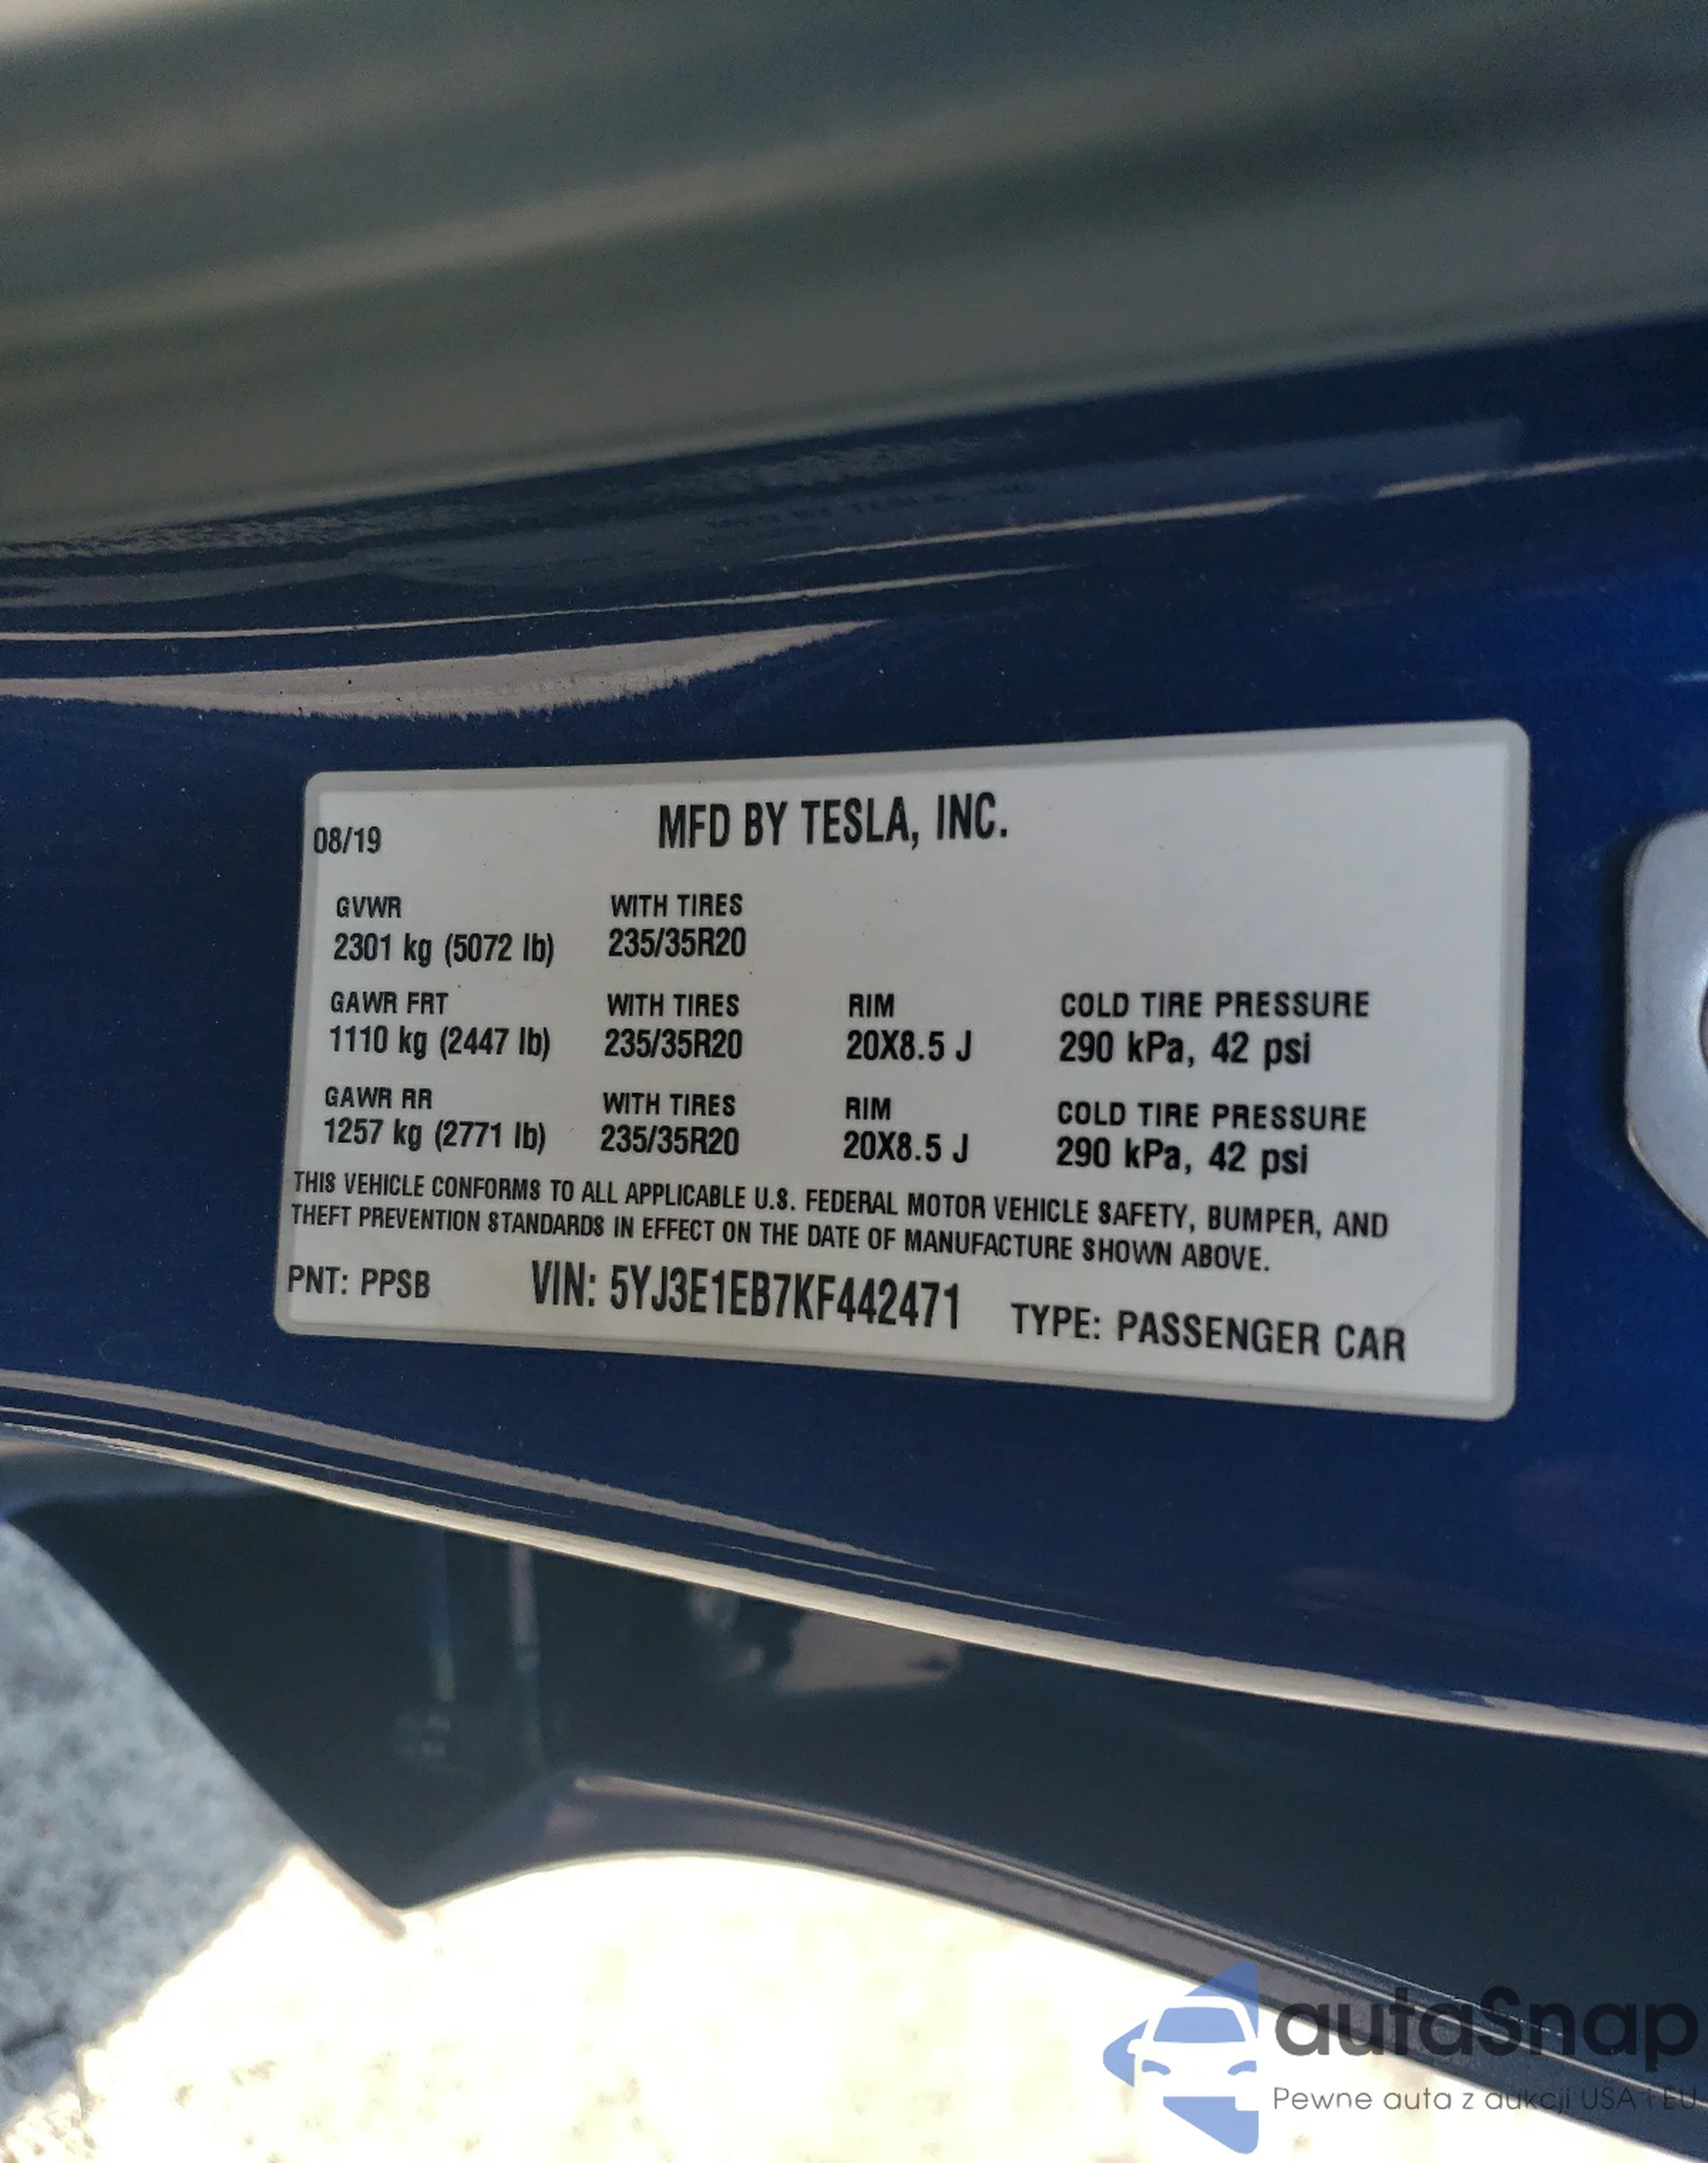 08/19 MFD BY TESLA, INC.
GVWR WITH TIRES
2301 kg (5072 lb) 235/35R20
GAWR FRT WITH TIRES RIM COLD TIRE PRESSURE
1110 kg (2447 lb) 235/35R20 20X8.5 J 290 kPa, 42 psi
GAWR RR WITH TIRES RIM COLD TIRE PRESSURE
1257 kg (2771 lb) 235/35R20 20X8.5 J 290 kPa, 42 psi
THIS VEHICLE CONFORMS TO ALL APPLICABLE U.S. FEDERAL MOTOR VEHICLE SAFETY, BUMPER, AND
THEFT PREVENTION STANDARDS IN EFFECT ON THE DATE OF MANUFACTURE SHOWN ABOVE.
PNT: PPSB VIN: 5YJ3E1EB7KF442471 TYPE: PASSENGER CAR
autaSnap
Pewne auta z aukcji USA i EU